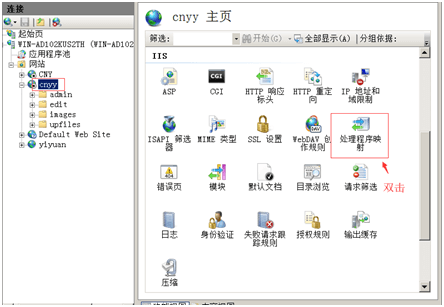 连接
起始页
WIN-AD102KUS2TH (WIN-AD102
应用程序池
网站
CNY
cnyy
admin
edit
images
upfiles
Default Web Site
yiyuan
cnyy 主页
筛选: 开始(G) 全部显示(A) 分组依据:
IIS
ASP CGI HTTP 响应标头 HTTP 重定向 IP 地址和域限制
ISAPI 筛选器 MIME 类型 SSL 设置 WebDAV 创作规则 处理程序映射
双击
错误页 模块 默认文档 目录浏览 请求筛选
日志 身份验证 失败请求跟踪规则 授权规则 输出缓存
压缩